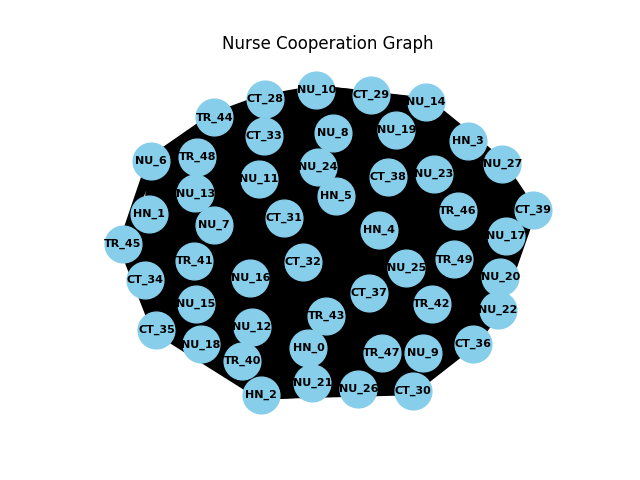 Nurse Cooperation Graph
NU_10
CT_29
CT_28
NU_14
TR_44
NU_19
NU_8
CT_33
HN_3
TR_48
NU_6
NU_27
NU_24
NU_23
CT_38
NU_11
NU_13
HN_5
CT_39
TR_46
HN_1
CT_31
NU_7
HN_4
NU_17
TR_45
TR_49
TR_41
CT_32
NU_25
NU_20
NU_16
CT_34
CT_37
TR_42
NU_15
NU_22
TR_43
NU_12
CT_35
NU_18
CT_36
HN_0
TR_47
NU_9
TR_40
NU_21
NU_26
CT_30
HN_2